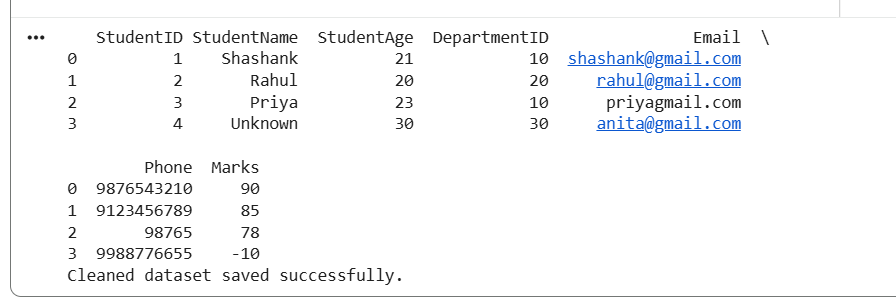 StudentID StudentName StudentAge DepartmentID Email \
0 1 Shashank 21 10 shashank@gmail.com
1 2 Rahul 20 20 rahul@gmail.com
2 3 Priya 23 10 priyagmail.com
3 4 Unknown 30 30 anita@gmail.com
Phone Marks
0 9876543210 90
1 9123456789 85
2 98765 78
3 9988776655 -10
Cleaned dataset saved successfully.